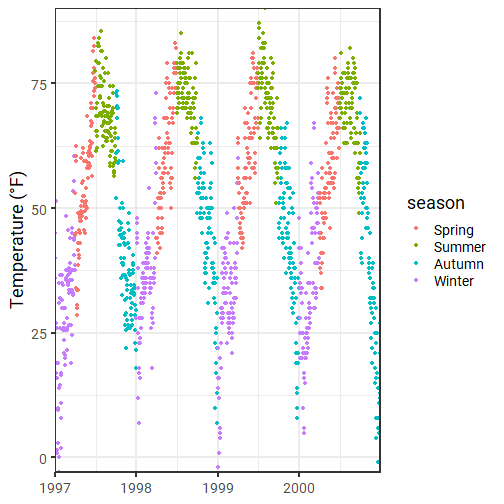 75
50
25
0
Temperature (°F)
1997
1998
1999
2000
season
Spring
Summer
Autumn
Winter